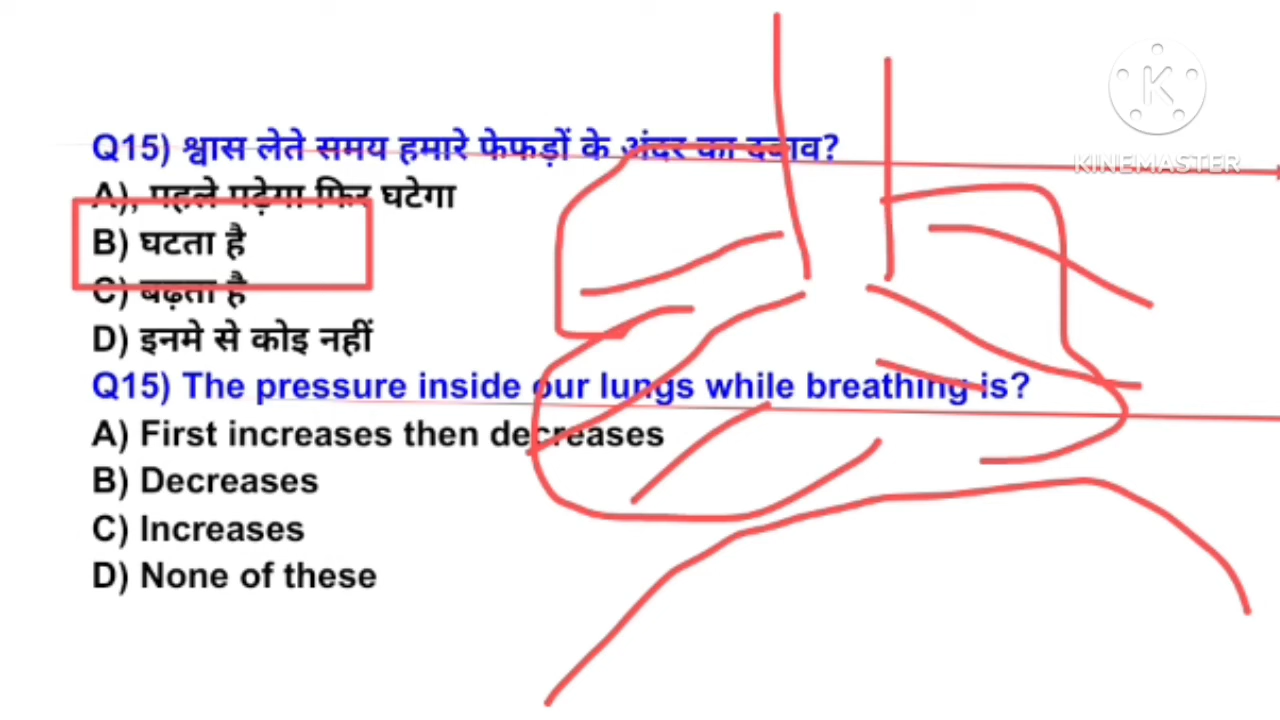 Q15) श्वास लेते समय हमारे फेफड़ों के अंदर का दबाव?
A), पहले पढ़ेगा फिर घटेगा
B) घटता है
C) बढ़ता है
D) इनमे से कोइ नहीं
Q15) The pressure inside our lungs while breathing is?
A) First increases then decreases
B) Decreases
C) Increases
D) None of these
KINEMASTER